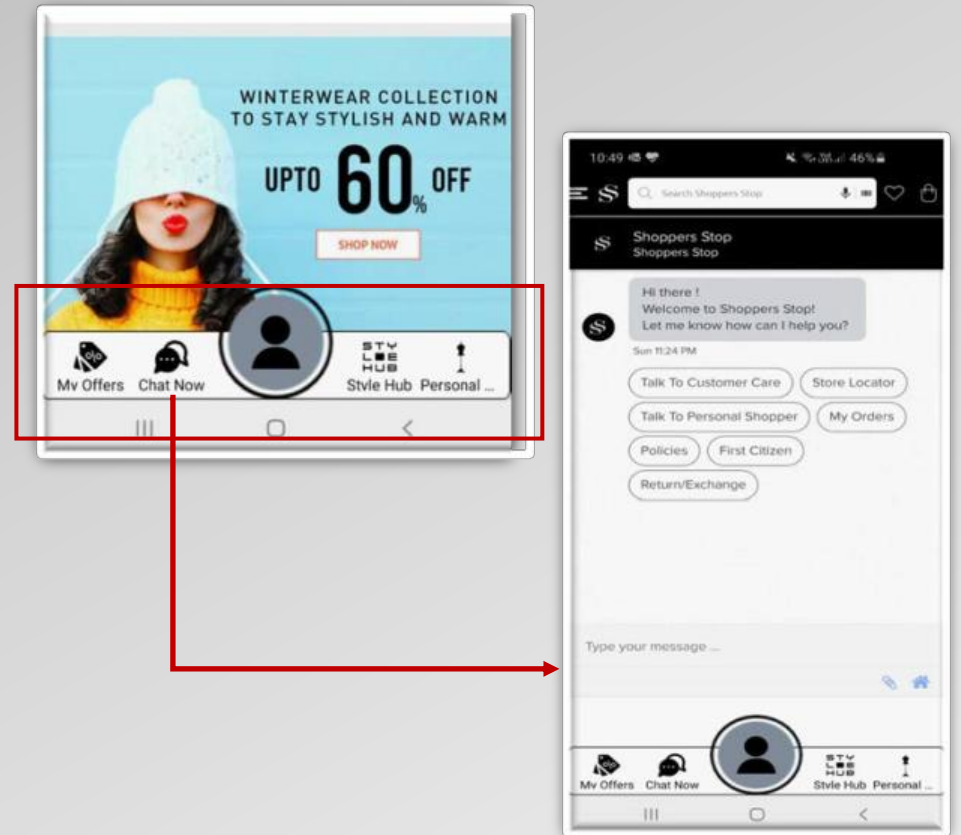 WINTERWEAR COLLECTION
TO STAY STYLISH AND WARM
UPTO 60% OFF
SHOP NOW
STY
L E
HUB
My Offers Chat Now Style Hub Personal ...
10:49 46%
Search Shoppers Stop
Shoppers Stop
Shoppers Stop
Hi there !
Welcome to Shoppers Stop!
Let me know how can I help you?
Sun 11:24 PM
Talk To Customer Care Store Locator
Talk To Personal Shopper My Orders
Policies First Citizen
Return/Exchange
Type your message ...
STY
L E
HUB
My Offers Chat Now Style Hub Personal ...